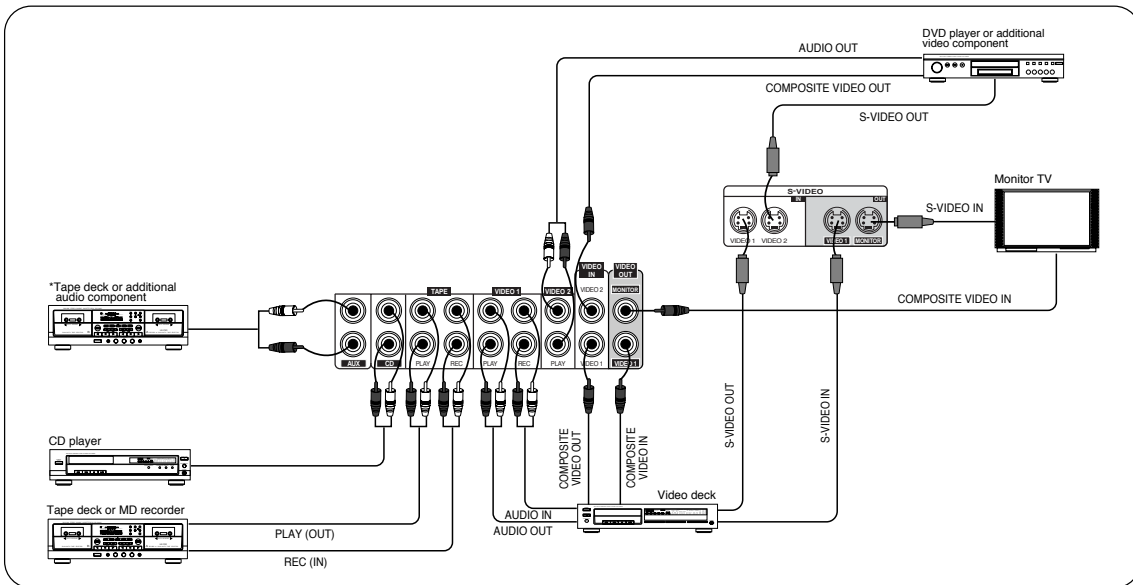 DVD player or additional
video component
AUDIO OUT
COMPOSITE VIDEO OUT
S-VIDEO OUT
Monitor TV
S-VIDEO
IN
OUT
S-VIDEO IN
VIDEO 1
VIDEO 2
VIDEO 1
MONITOR
*Tape deck or additional
audio component
TAPE
VIDEO 1
VIDEO 2
VIDEO
IN
VIDEO
OUT
VIDEO 2
MONITOR
COMPOSITE VIDEO IN
AUX
CD
PLAY
REC
PLAY
REC
PLAY
VIDEO 1
VIDEO 1
S-VIDEO OUT
S-VIDEO IN
CD player
COMPOSITE
VIDEO OUT
COMPOSITE
VIDEO IN
Video deck
Tape deck or MD recorder
AUDIO IN
AUDIO OUT
PLAY (OUT)
REC (IN)